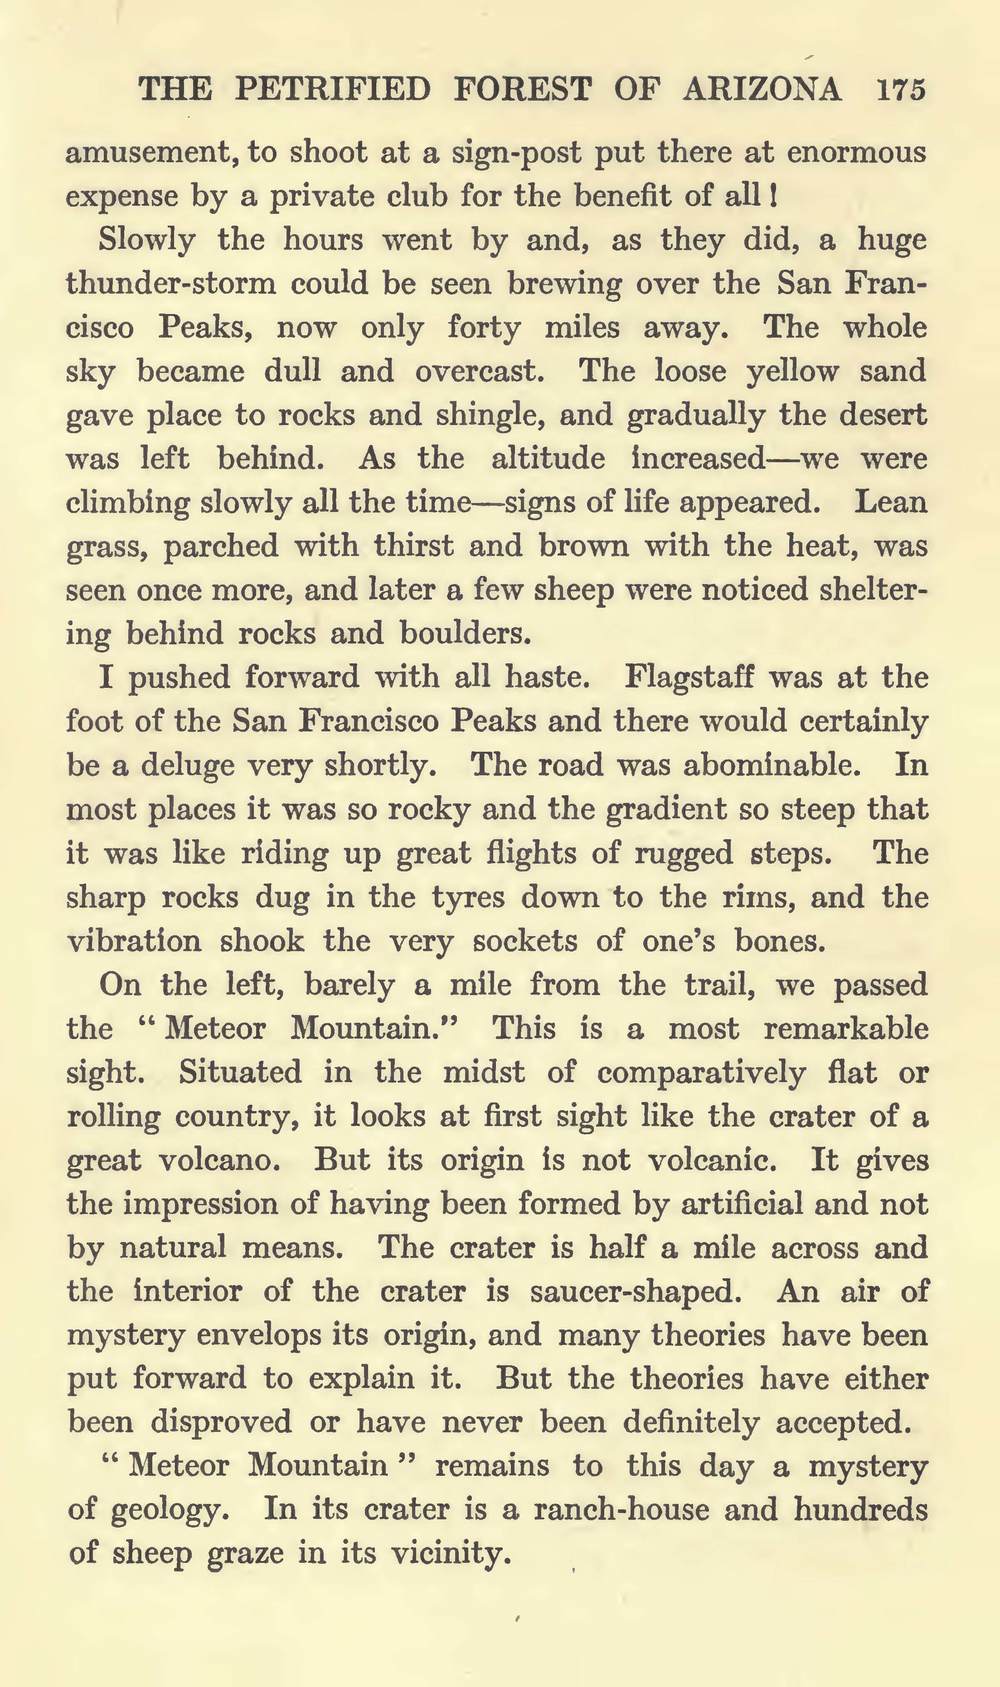 THE PETRIFIED FOREST OF ARIZONA 175
amusement, to shoot at a sign-post put there at enormous
expense by a private club for the benefit of all!
Slowly the hours went by and, as they did, a huge
thunder-storm could be seen brewing over the San Fran-
cisco Peaks, now only forty miles away. The whole
sky became dull and overcast. The loose yellow sand
gave place to rocks and shingle, and gradually the desert
was left behind. As the altitude increased—we were
climbing slowly all the time—signs of life appeared. Lean
grass, parched with thirst and brown with the heat, was
seen once more, and later a few sheep were noticed shelter-
ing behind rocks and boulders.
I pushed forward with all haste. Flagstaff was at the
foot of the San Francisco Peaks and there would certainly
be a deluge very shortly. The road was abominable. In
most places it was so rocky and the gradient so steep that
it was like riding up great flights of rugged steps. The
sharp rocks dug in the tyres down to the rims, and the
vibration shook the very sockets of one's bones.
On the left, barely a mile from the trail, we passed
the "Meteor Mountain." This is a most remarkable
sight. Situated in the midst of comparatively flat or
rolling country, it looks at first sight like the crater of a
great volcano. But its origin is not volcanic. It gives
the impression of having been formed by artificial and not
by natural means. The crater is half a mile across and
the interior of the crater is saucer-shaped. An air of
mystery envelops its origin, and many theories have been
put forward to explain it. But the theories have either
been disproved or have never been definitely accepted.
"Meteor Mountain" remains to this day a mystery
of geology. In its crater is a ranch-house and hundreds
of sheep graze in its vicinity.